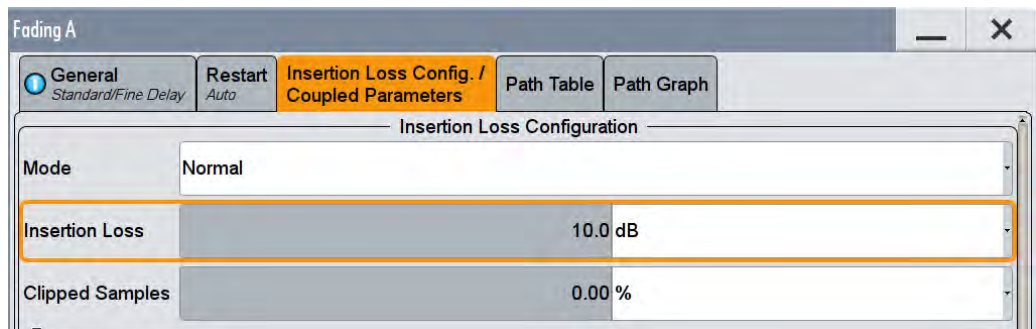 Fading A
General
Standard/Fine Delay
Restart
Auto
Insertion Loss Config. /
Coupled Parameters
Path Table
Path Graph
Insertion Loss Configuration
Mode Normal
Insertion Loss 10.0 dB
Clipped Samples 0.00 %